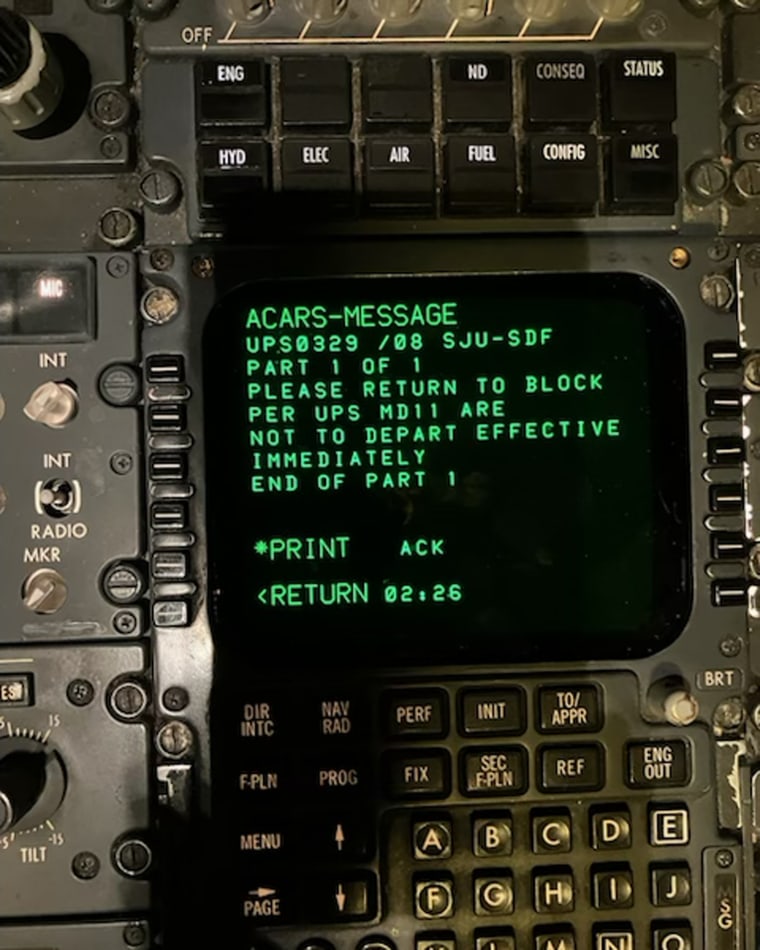 OFF
ENG ND CONSEQ STATUS
HYD ELEC AIR FUEL CONFIG MISC
MIC
INT
INT
RADIO
MKR
ACARS-MESSAGE
UPS0329 /08 SJU-SDF
PART 1 OF 1
PLEASE RETURN TO BLOCK
PER UPS MD11 ARE
NOT TO DEPART EFFECTIVE
IMMEDIATELY
END OF PART 1
*PRINT ACK
<RETURN 02:26
BRT
DIR INTC
NAV RAD
PERF
INIT
TO/ APPR
F-PLN
PROG
FIX
SEC F-PLN
REF
ENG OUT
15
-15
TILT
MENU
A B C D E
PAGE
F G H I J
MSG